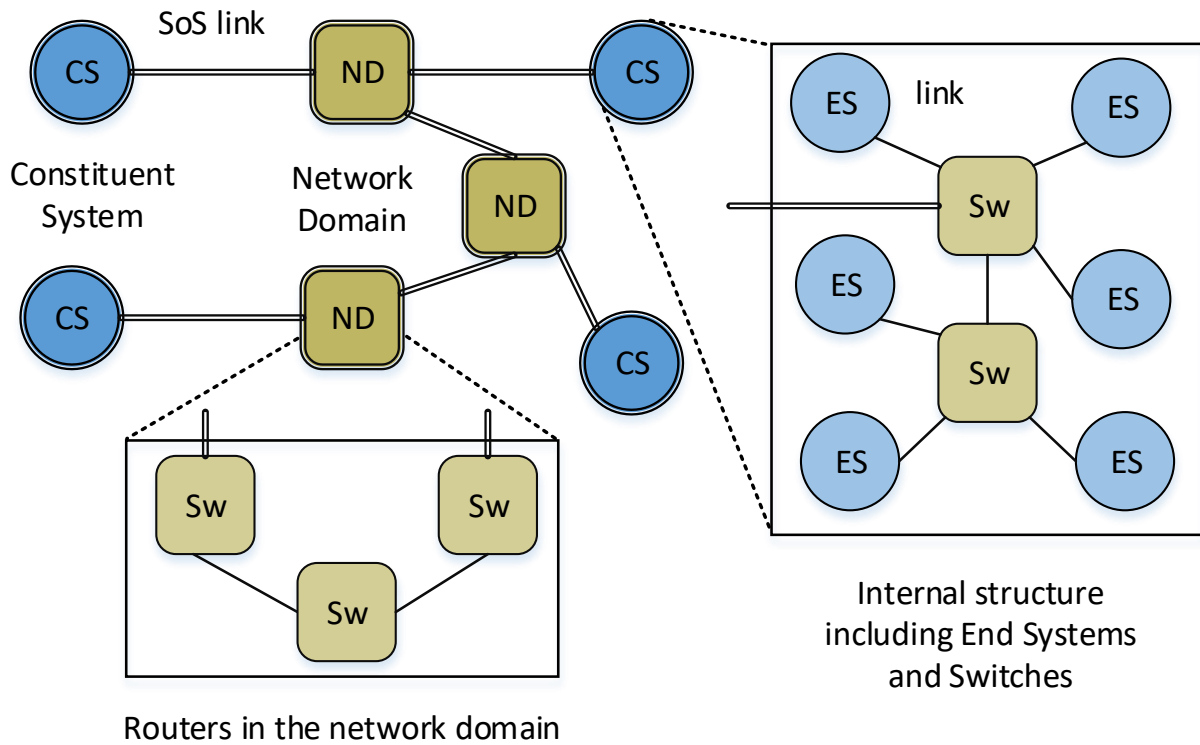 SoS link
CS
ND
CS
Constituent
System
Network
Domain
ND
CS
ND
CS
Sw
Sw
Sw
Routers in the network domain
ES
link
ES
Sw
ES
ES
Sw
ES
ES
Internal structure
including End Systems
and Switches